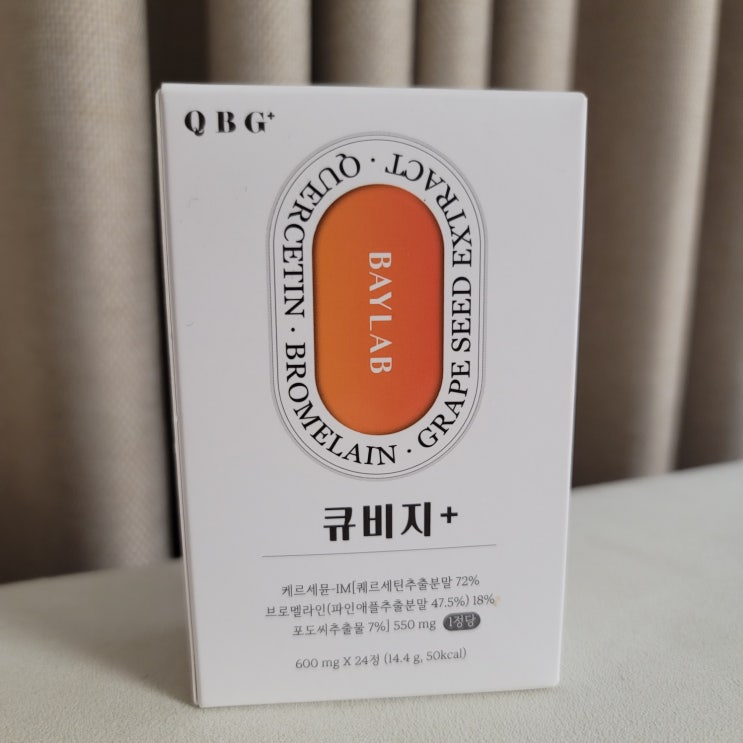 QBG+
QUERCETIN · BROMELAIN · GRAPE SEED EXTRACT ·
BAYLAB
큐비지+
케르세뮨-IM[퀘르세틴추출분말 72%
브로멜라인(파인애플추출분말 47.5%) 18%,
포도씨추출물 7%] 550 mg 1정당
600 mg X 24정 (14.4 g, 50kcal)